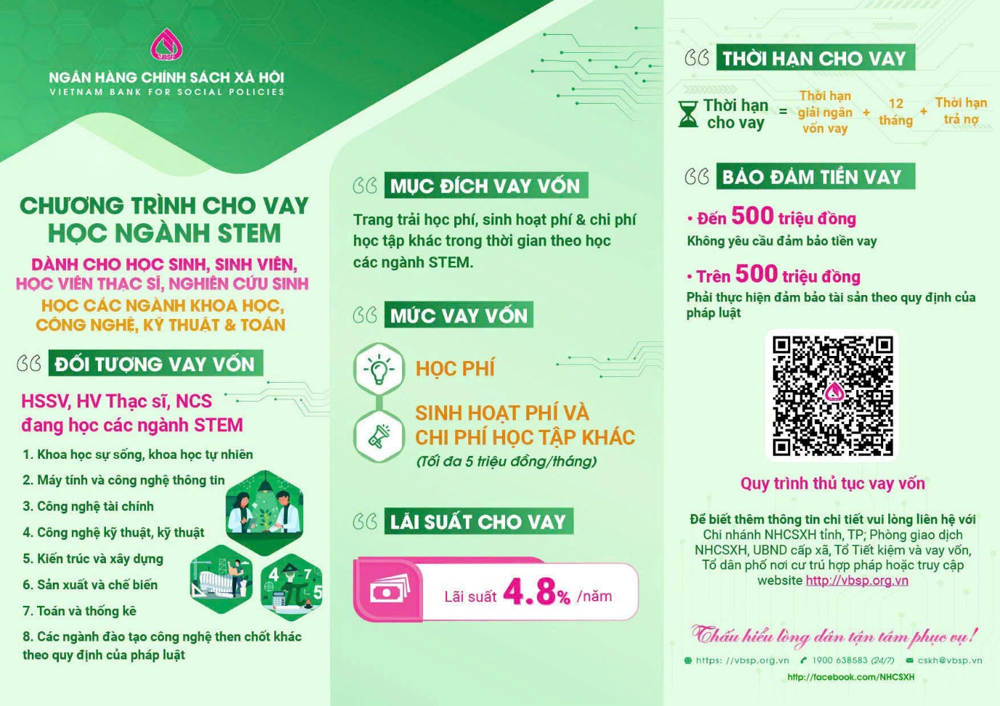 VBSP
NGÂN HÀNG CHÍNH SÁCH XÃ HỘI
VIETNAM BANK FOR SOCIAL POLICIES
CHƯƠNG TRÌNH CHO VAY
HỌC NGÀNH STEM
DÀNH CHO HỌC SINH, SINH VIÊN,
HỌC VIÊN THẠC SĨ, NGHIÊN CỨU SINH
HỌC CÁC NGÀNH KHOA HỌC,
CÔNG NGHỆ, KỸ THUẬT & TOÁN
ĐỐI TƯỢNG VAY VỐN
HSSV, HV Thạc sĩ, NCS
đang học các ngành STEM
1. Khoa học sự sống, khoa học tự nhiên
2. Máy tính và công nghệ thông tin
3. Công nghệ tài chính
4. Công nghệ kỹ thuật, kỹ thuật
5. Kiến trúc và xây dựng
6. Sản xuất và chế biến
7. Toán và thống kê
8. Các ngành đào tạo công nghệ then chốt khác
theo quy định của pháp luật
4 7
5
MỤC ĐÍCH VAY VỐN
Trang trải học phí, sinh hoạt phí & chi phí
học tập khác trong thời gian theo học
các ngành STEM.
MỨC VAY VỐN
HỌC PHÍ
SINH HOẠT PHÍ VÀ
CHI PHÍ HỌC TẬP KHÁC
(Tối đa 5 triệu đồng/tháng)
LÃI SUẤT CHO VAY
Lãi suất 4.8% /năm
THỜI HẠN CHO VAY
Thời hạn cho vay = Thời hạn giải ngân vốn vay + 12 tháng + Thời hạn trả nợ
BẢO ĐẢM TIỀN VAY
• Đến 500 triệu đồng
Không yêu cầu đảm bảo tiền vay
• Trên 500 triệu đồng
Phải thực hiện đảm bảo tài sản theo quy định của
pháp luật
Quy trình thủ tục vay vốn
Để biết thêm thông tin chi tiết vui lòng liên hệ với
Chi nhánh NHCSXH tỉnh, TP; Phòng giao dịch
NHCSXH, UBND cấp xã, Tổ Tiết kiệm và vay vốn,
Tổ dân phố nơi cư trú hợp pháp hoặc truy cập
website http://vbsp.org.vn
Thấu hiểu lòng dân tận tâm phục vụ!
https: //vbsp.org.vn 1900 638583 (24/7) cskh@vbsp.vn
http://facebook.com/NHCSXH